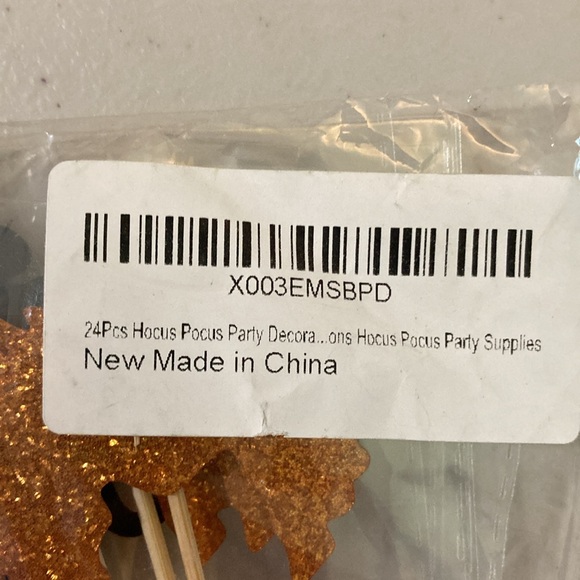 X003EMSBPD
24Pcs Hocus Pocus Party Decora...ons Hocus Pocus Party Supplies
New Made in China